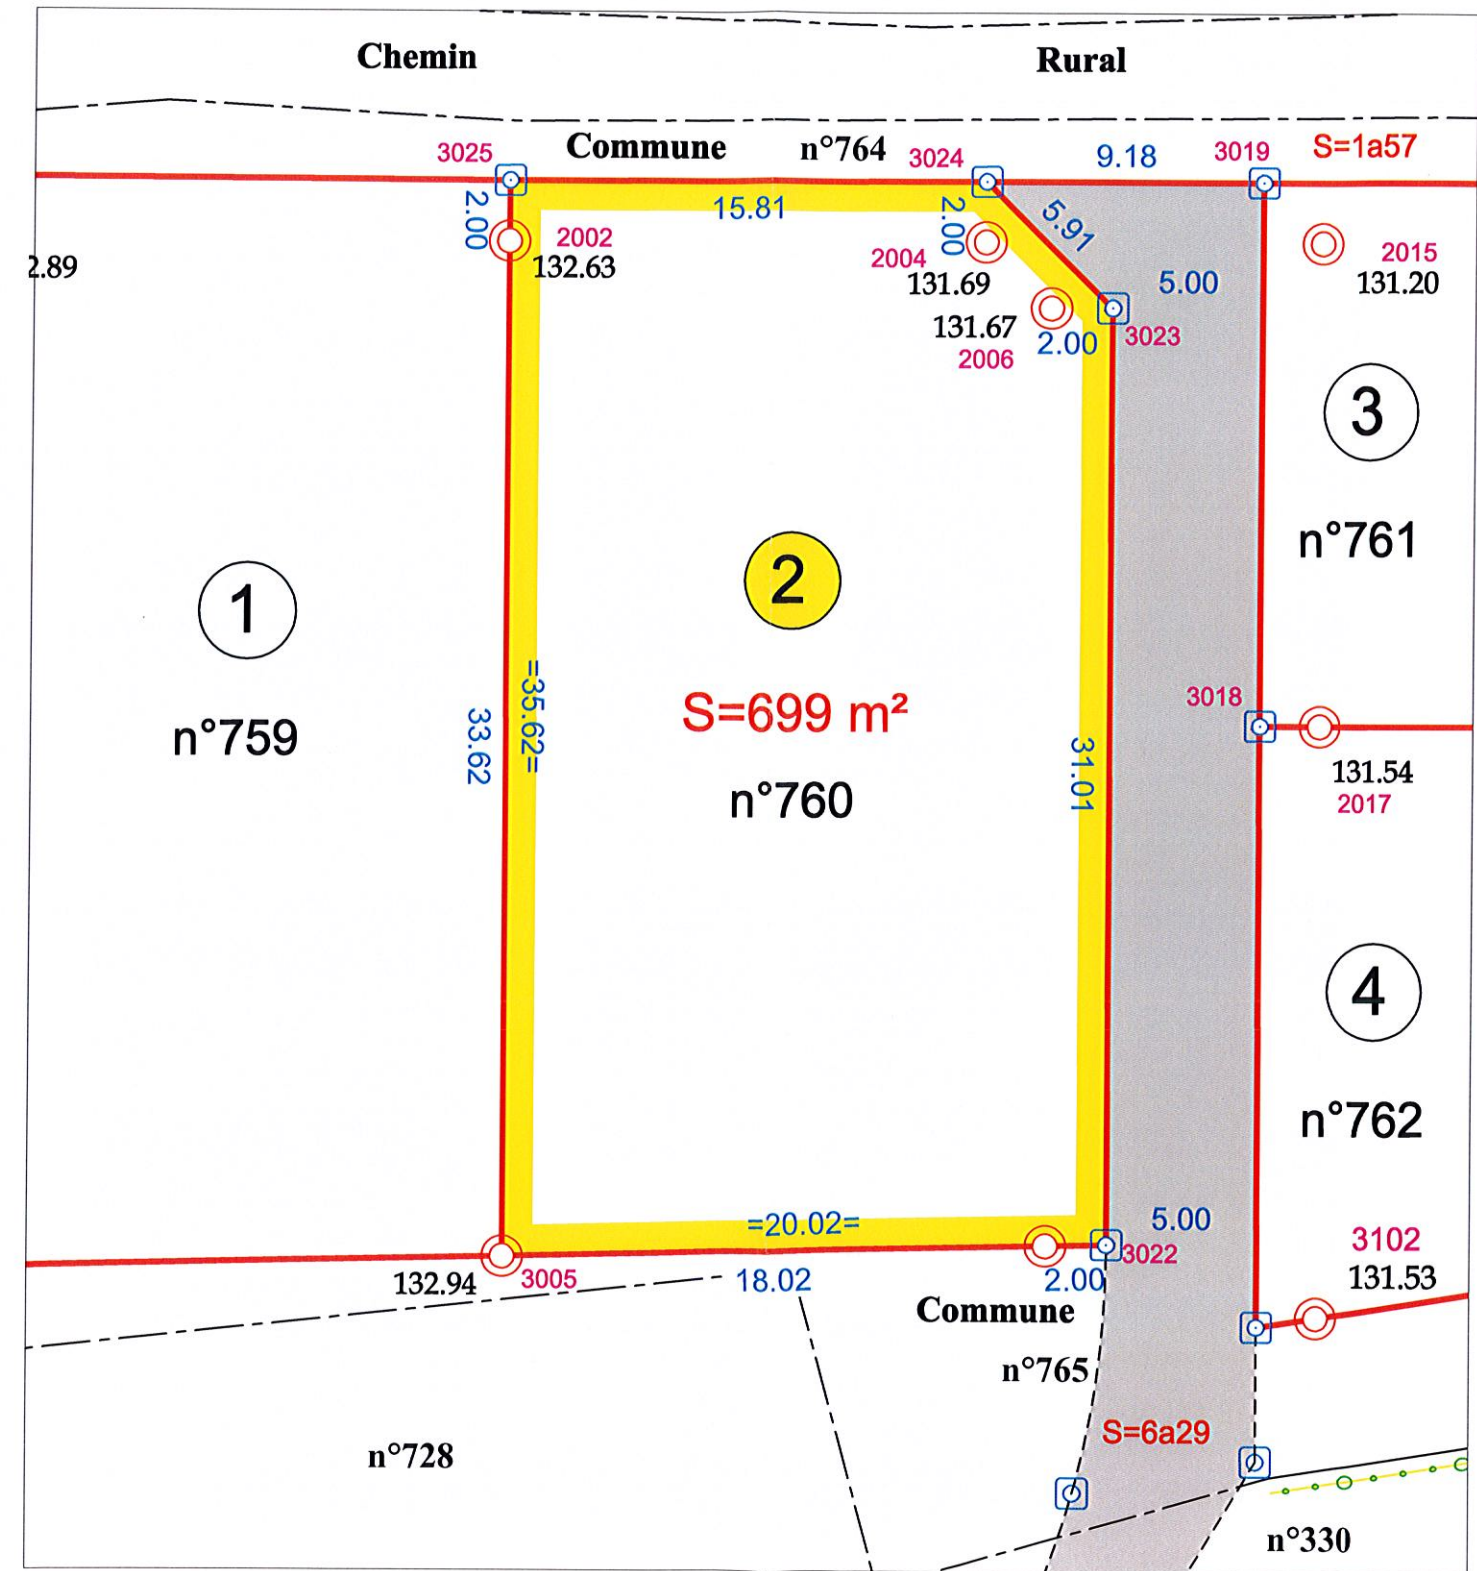 Chemin Rural
3025 Commune n°764 3024 9.18 3019 S=1a57
2.00 15.81 2.00 5.91
2002
132.63
2.89
2004
131.69
5.00
2015
131.20
131.67
2006
2.00 3023
3
n°761
1
n°759
2
S=699 m²
n°760
=35.62=
33.62
31.01
3018
131.54
2017
4
n°762
=20.02=
5.00
3022
3102
131.53
132.94 3005
18.02
2.00
Commune
n°765
S=6a29
n°728
n°330